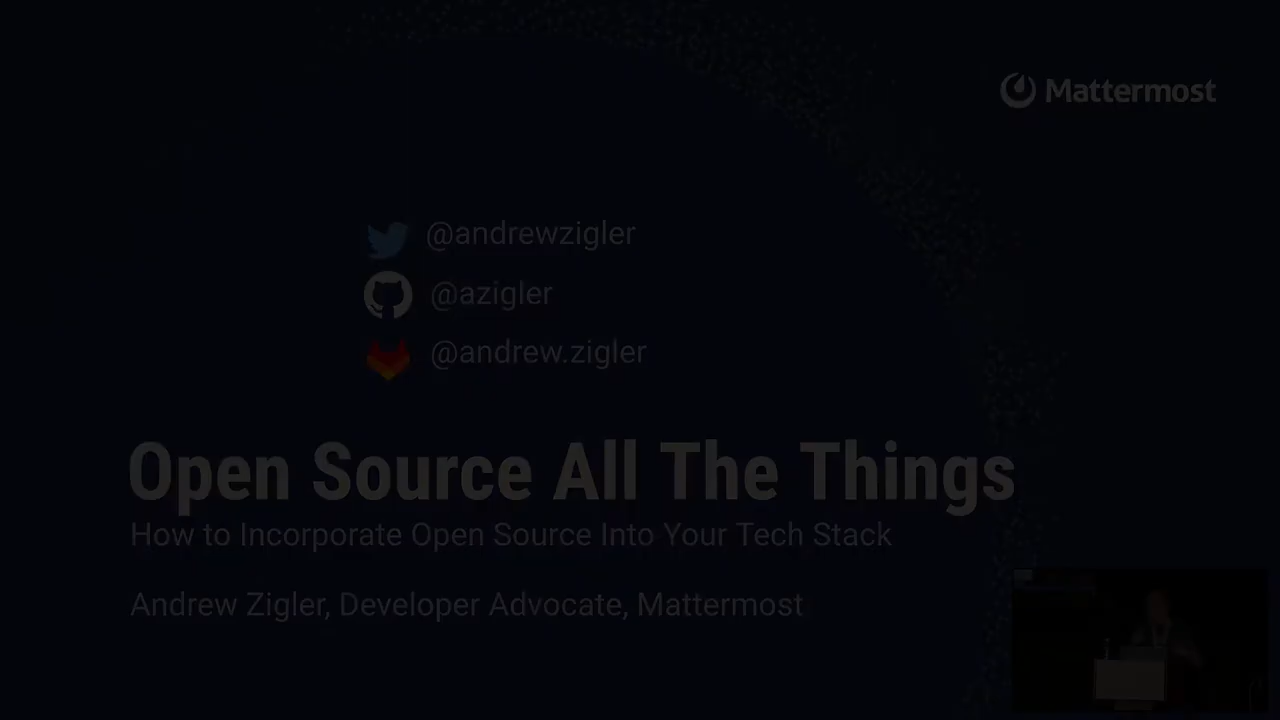 Mattermost
@andrewzigler
@azigler
@andrew.zigler
Open Source All The Things
How to Incorporate Open Source Into Your Tech Stack
Andrew Zigler, Developer Advocate, Mattermost